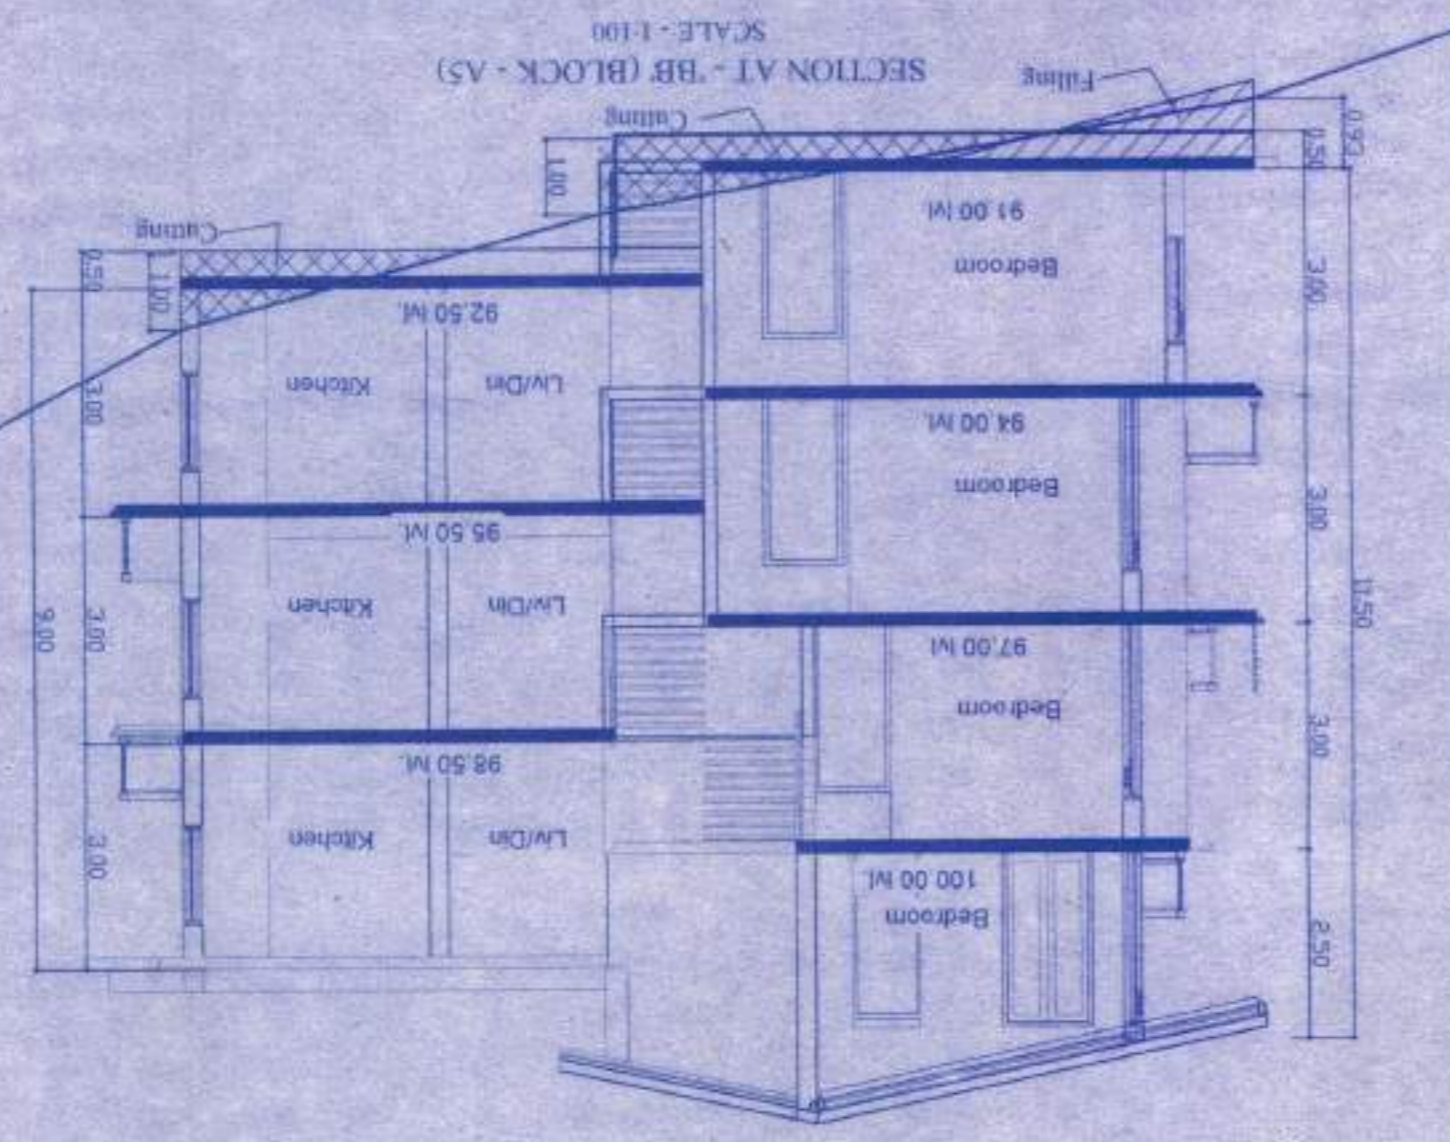 2.50
Bedroom
100.00 lvl.
Liv/Din
Kitchen
3.00
98.50 lvl.
3.00
Bedroom
97.00 lvl
11.50
Liv/Din
Kitchen
3.00
9.00
95.50 lvl.
3.00
Bedroom
94.00 lvl.
Liv/Din
Kitchen
3.00
92.50 lvl.
3.00
Bedroom
91.00 lvl
0.50
1.00
Cutting
0.50
0.93
1.00
Cutting
Filling
SECTION AT - 'BB' (BLOCK - A5)
SCALE - 1:100